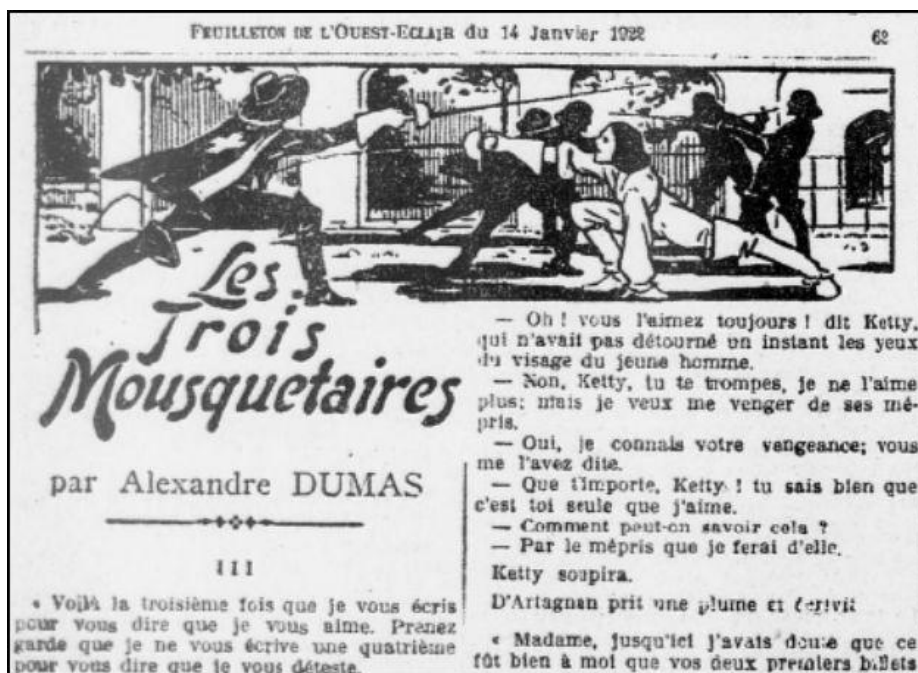 FEUILLETON DE L'OUEST-ECLAIR du 14 Janvier 1922
62
Les
Trois
Mousquetaires
par Alexandre DUMAS
III
« Voilà la troisième fois que je vous écris
pour vous dire que je vous aime. Prenez
garde que je ne vous écrive une quatrième
pour vous dire que je vous déteste.
— Oh ! vous l'aimez toujours ! dit Ketty,
qui n'avait pas détourné un instant les yeux
du visage du jeune homme.
— Non, Ketty, tu te trompes, je ne l'aime
plus; mais je veux me venger de ses mé-
pris.
— Oui, je connais votre vengeance; vous
me l'avez dite.
— Que t'importe, Ketty ! tu sais bien que
c'est toi seule que j'aime.
— Comment peut-on savoir cela ?
— Par le mépris que je ferai d'elle.
Ketty soupira.
D'Artagnan prit une plume et écrivit
« Madame, jusqu'ici j'avais douté que ce
fût bien à moi que vos deux premiers billets